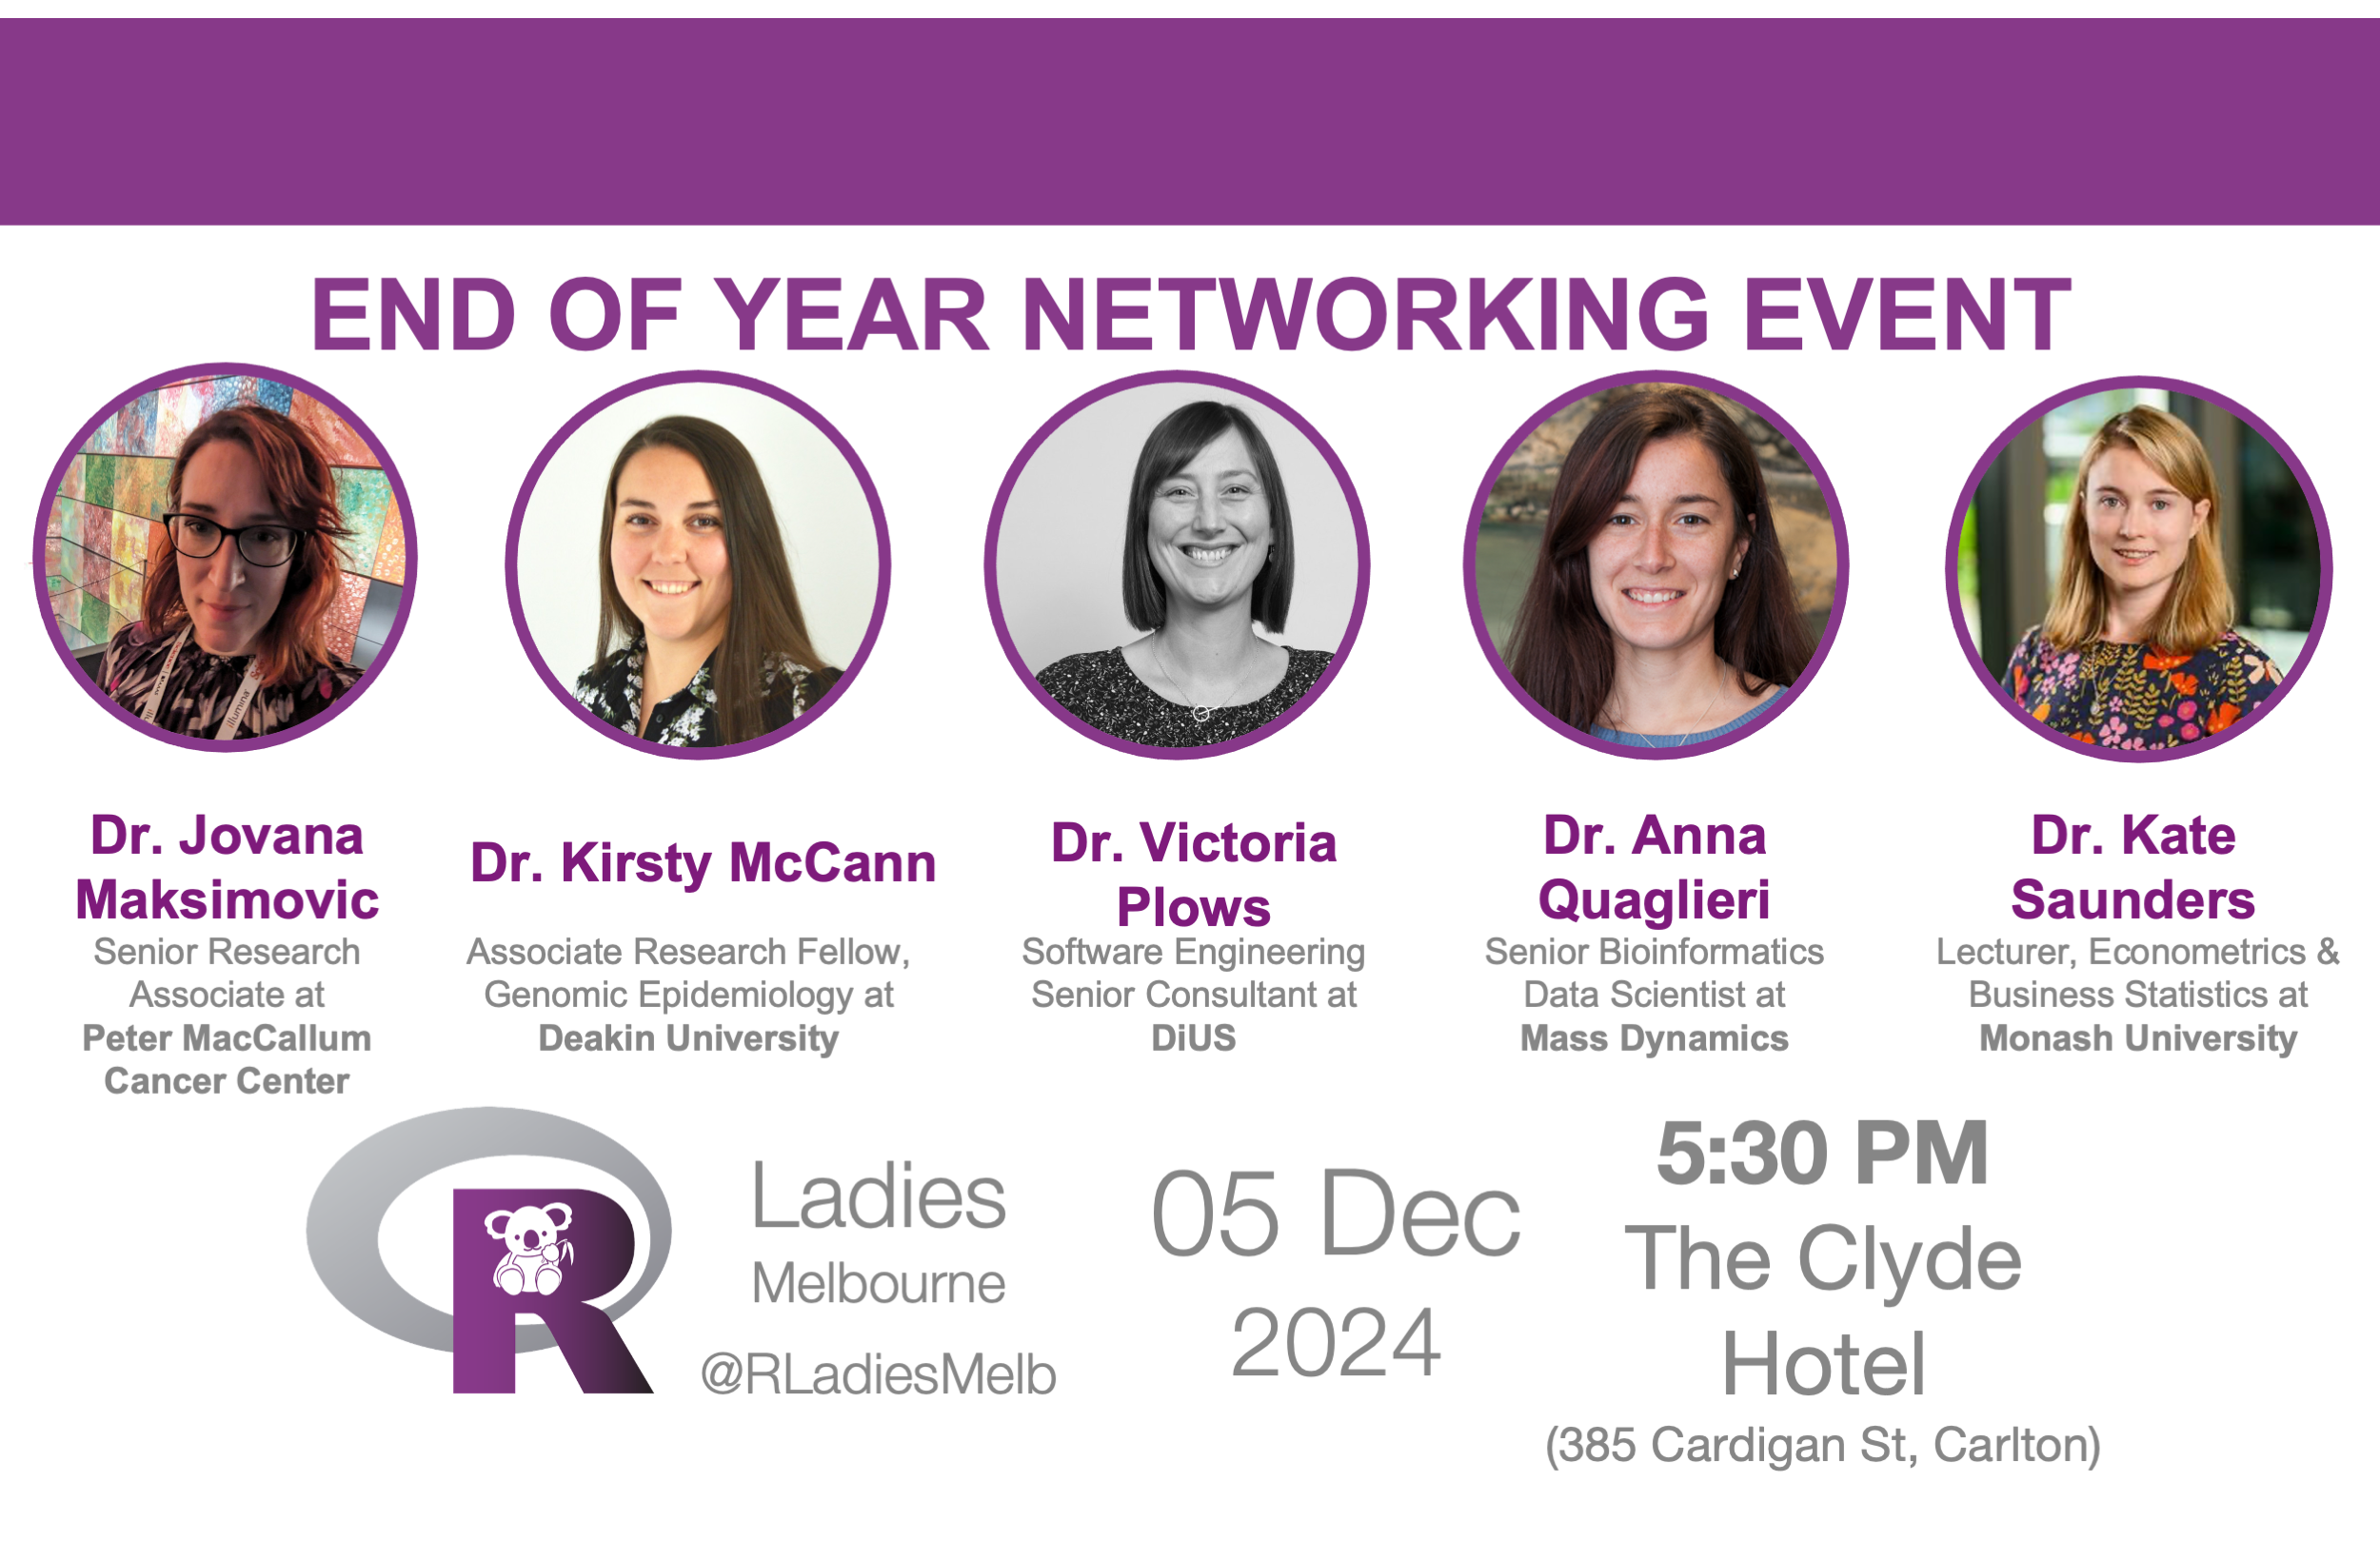 END OF YEAR NETWORKING EVENT
Dr. Jovana
Maksimovic
Senior Research
Associate at
Peter MacCallum
Cancer Center
Dr. Kirsty McCann
Associate Research Fellow,
Genomic Epidemiology at
Deakin University
Dr. Victoria
Plows
Software Engineering
Senior Consultant at
DiUS
Dr. Anna
Quaglieri
Senior Bioinformatics
Data Scientist at
Mass Dynamics
Dr. Kate
Saunders
Lecturer, Econometrics &
Business Statistics at
Monash University
R
Ladies
Melbourne
@RLadiesMelb
05 Dec
2024
5:30 PM
The Clyde
Hotel
(385 Cardigan St, Carlton)
illumina